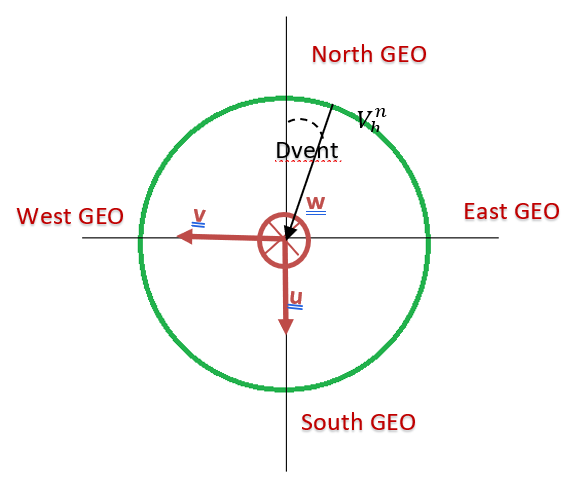 North GEO
V_h^n
Dvent
w
West GEO
v
East GEO
u
South GEO